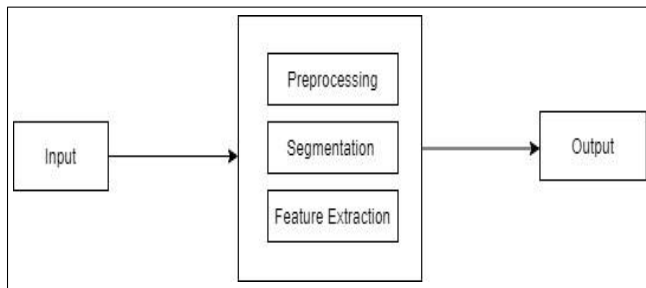 Input
Preprocessing
Segmentation
Feature Extraction
Output